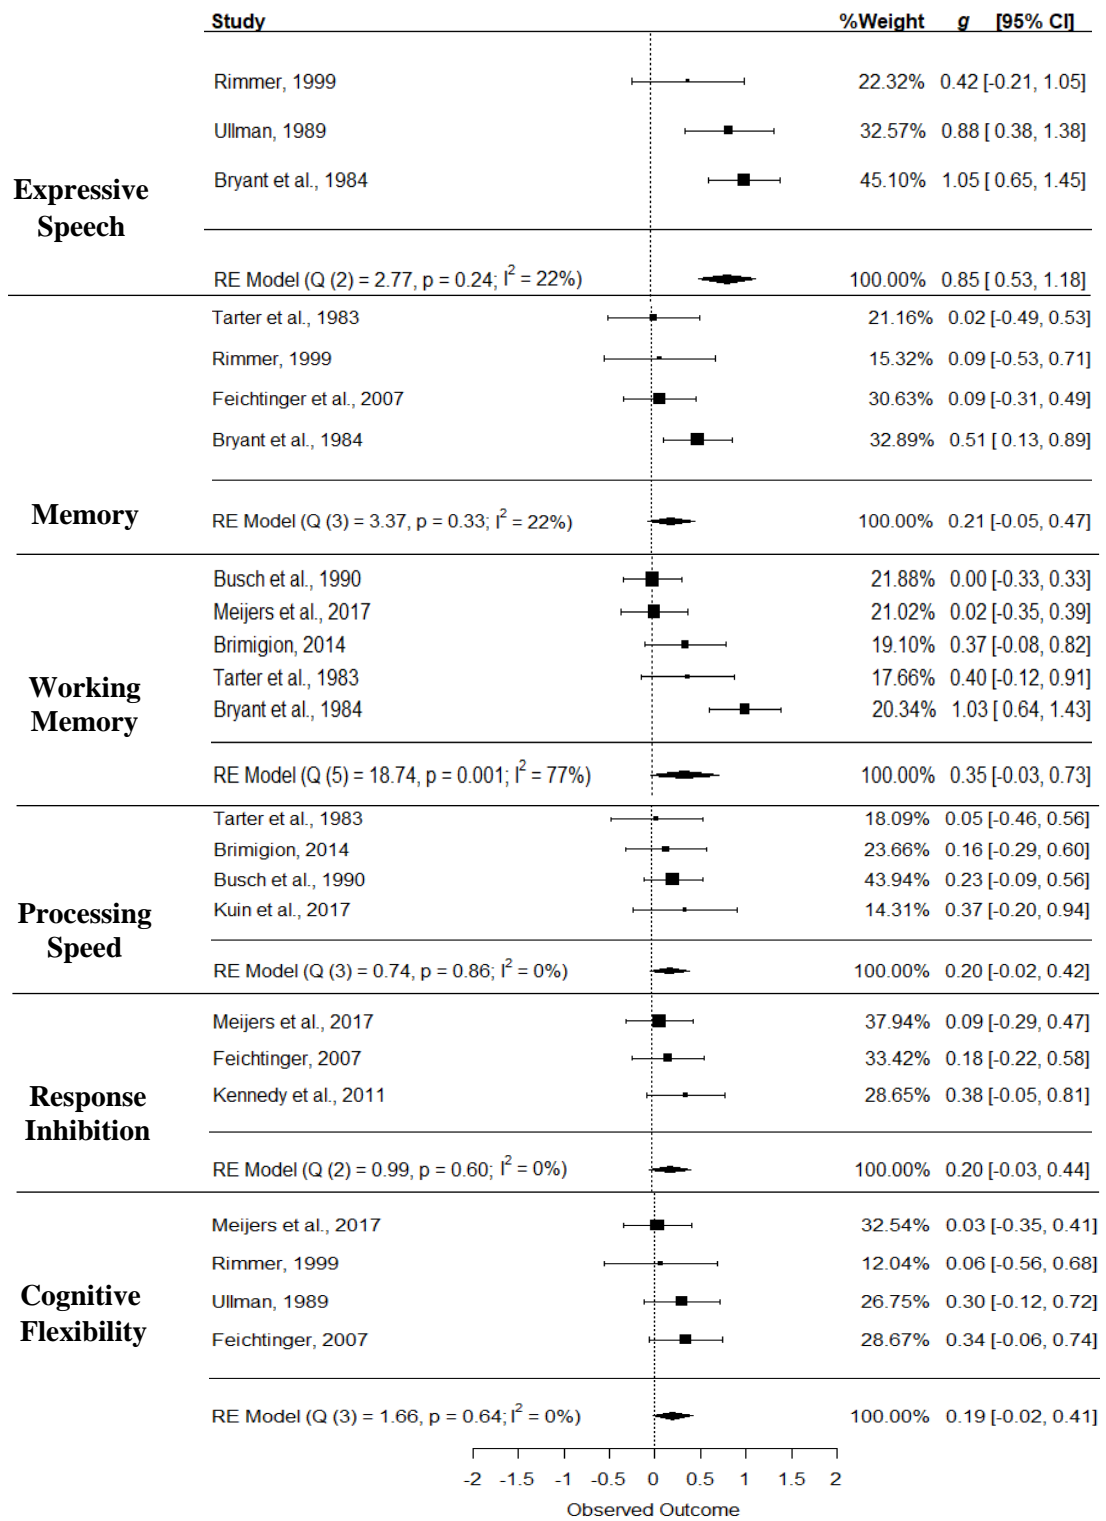 Study %Weight g [95% CI]
Rimmer, 1999 22.32% 0.42 [-0.21, 1.05]
Ullman, 1989 32.57% 0.88 [ 0.38, 1.38]
Bryant et al., 1984 45.10% 1.05 [ 0.65, 1.45]
Expressive
Speech
RE Model (Q (2) = 2.77, p = 0.24; I² = 22%) 100.00% 0.85 [ 0.53, 1.18]
Tarter et al., 1983 21.16% 0.02 [-0.49, 0.53]
Rimmer, 1999 15.32% 0.09 [-0.53, 0.71]
Feichtinger et al., 2007 30.63% 0.09 [-0.31, 0.49]
Bryant et al., 1984 32.89% 0.51 [ 0.13, 0.89]
Memory
RE Model (Q (3) = 3.37, p = 0.33; I² = 22%) 100.00% 0.21 [-0.05, 0.47]
Busch et al., 1990 21.88% 0.00 [-0.33, 0.33]
Meijers et al., 2017 21.02% 0.02 [-0.35, 0.39]
Brimigion, 2014 19.10% 0.37 [-0.08, 0.82]
Tarter et al., 1983 17.66% 0.40 [-0.12, 0.91]
Bryant et al., 1984 20.34% 1.03 [ 0.64, 1.43]
Working
Memory
RE Model (Q (5) = 18.74, p = 0.001; I² = 77%) 100.00% 0.35 [-0.03, 0.73]
Tarter et al., 1983 18.09% 0.05 [-0.46, 0.56]
Brimigion, 2014 23.66% 0.16 [-0.29, 0.60]
Busch et al., 1990 43.94% 0.23 [-0.09, 0.56]
Kuin et al., 2017 14.31% 0.37 [-0.20, 0.94]
Processing
Speed
RE Model (Q (3) = 0.74, p = 0.86; I² = 0%) 100.00% 0.20 [-0.02, 0.42]
Meijers et al., 2017 37.94% 0.09 [-0.29, 0.47]
Feichtinger, 2007 33.42% 0.18 [-0.22, 0.58]
Kennedy et al., 2011 28.65% 0.38 [-0.05, 0.81]
Response
Inhibition
RE Model (Q (2) = 0.99, p = 0.60; I² = 0%) 100.00% 0.20 [-0.03, 0.44]
Meijers et al., 2017 32.54% 0.03 [-0.35, 0.41]
Rimmer, 1999 12.04% 0.06 [-0.56, 0.68]
Ullman, 1989 26.75% 0.30 [-0.12, 0.72]
Feichtinger, 2007 28.67% 0.34 [-0.06, 0.74]
Cognitive
Flexibility
RE Model (Q (3) = 1.66, p = 0.64; I² = 0%) 100.00% 0.19 [-0.02, 0.41]
-2 -1.5 -1 -0.5 0 0.5 1 1.5 2
Observed Outcome